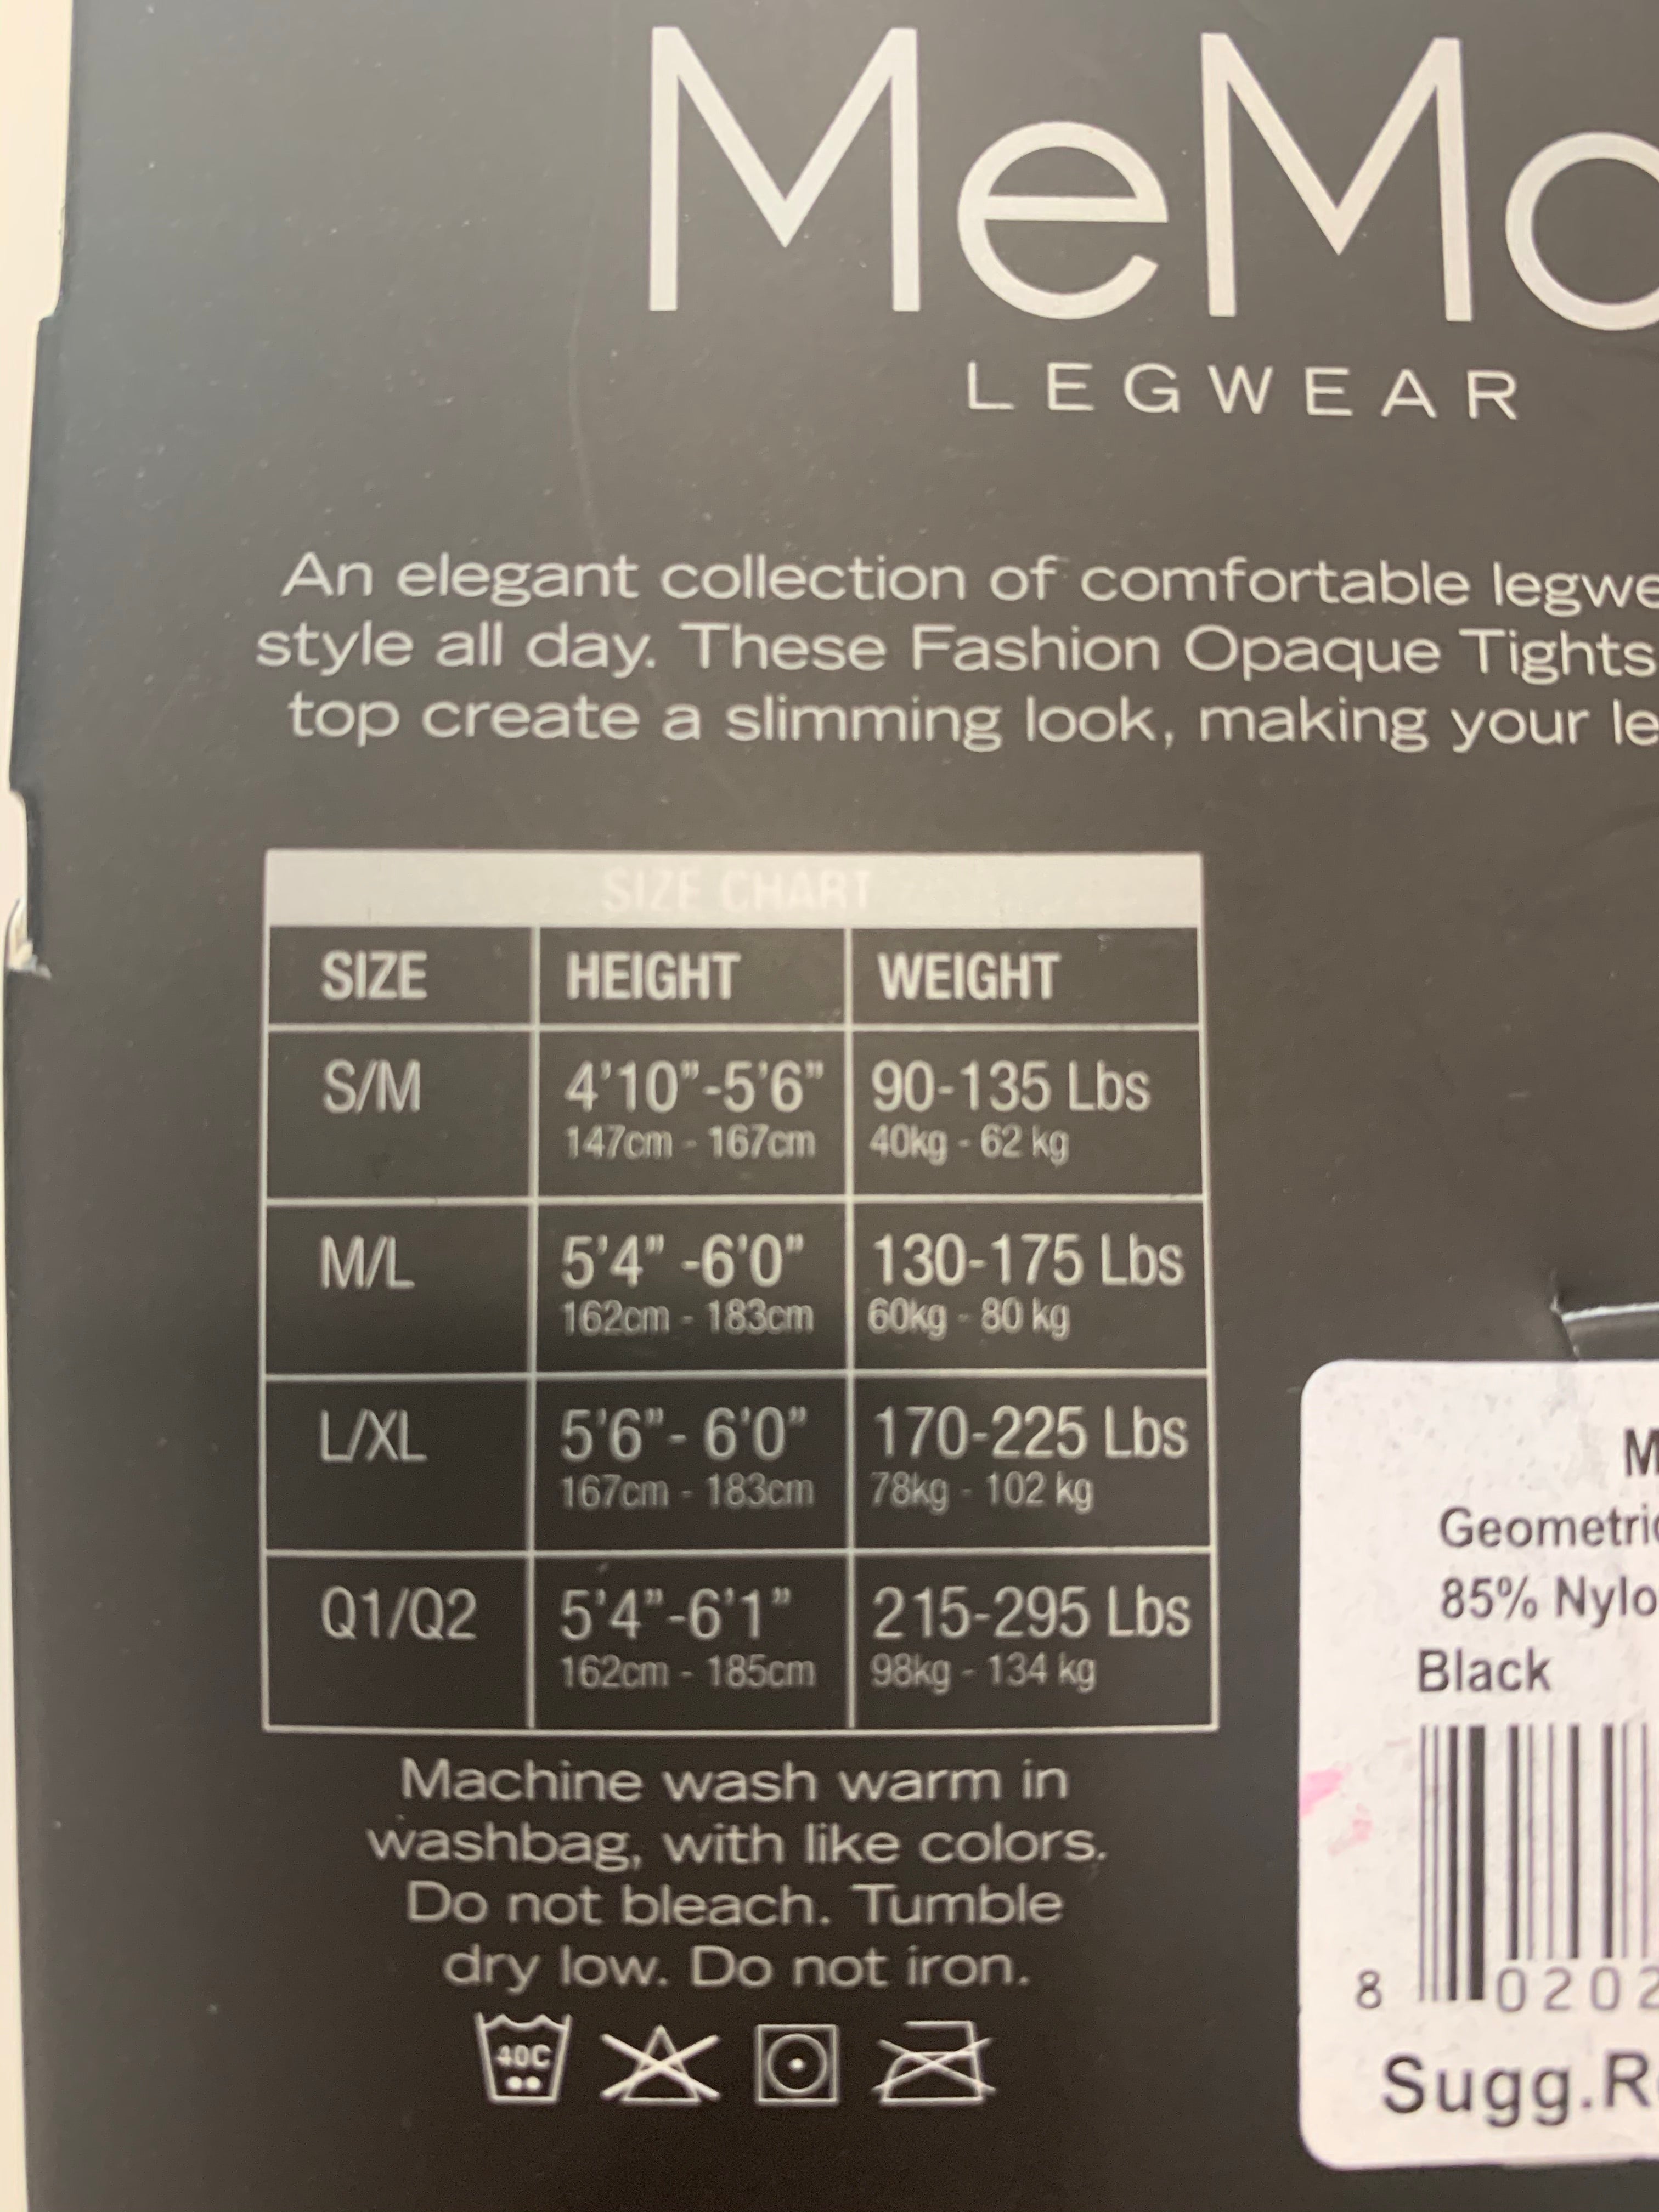 MeMo
LEGWEAR
An elegant collection of comfortable legwe
style all day. These Fashion Opaque Tights
top create a slimming look, making your le
SIZE CHART
SIZE HEIGHT WEIGHT
S/M 4'10"-5'6" 90-135 Lbs
147cm - 167cm 40kg - 62 kg
M/L 5'4" -6'0" 130-175 Lbs
162cm - 183cm 60kg - 80 kg
L/XL 5'6"- 6'0" 170-225 Lbs
167cm - 183cm 78kg - 102 kg
Q1/Q2 5'4"-6'1" 215-295 Lbs
162cm - 185cm 98kg - 134 kg
Machine wash warm in
washbag, with like colors.
Do not bleach. Tumble
dry low. Do not iron.
40C
M
Geometric
85% Nylo
Black
8 0202
Sugg.Re